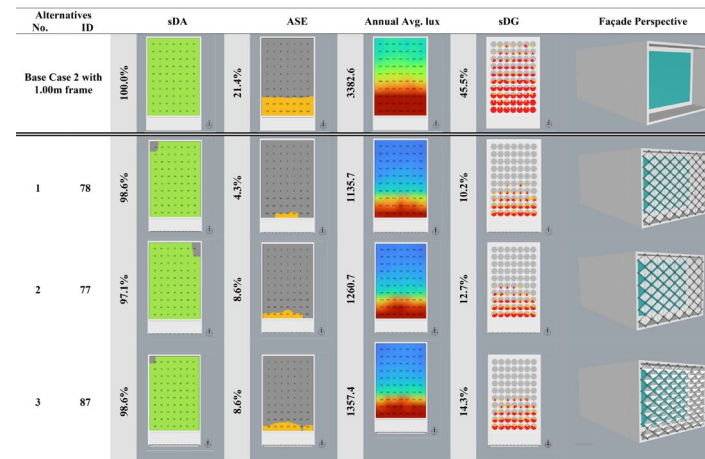 Alternatives
No. ID sDA ASE Annual Avg. lux sDG Façade Perspective
Base Case 2 with
1.00m frame 100.0% 21.4% 3382.6 45.5%
1 78 98.6% 4.3% 1135.7 10.2%
2 77 97.1% 8.6% 1260.7 12.7%
3 87 98.6% 8.6% 1357.4 14.3%